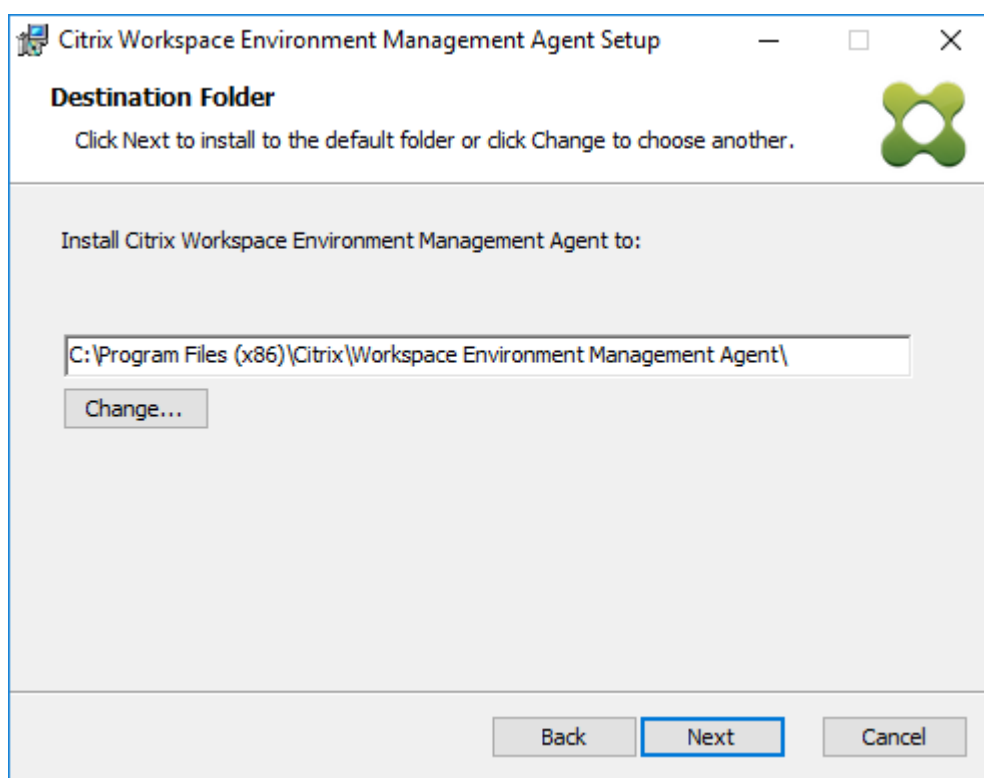 Citrix Workspace Environment Management Agent Setup
Destination Folder
Click Next to install to the default folder or click Change to choose another.
Install Citrix Workspace Environment Management Agent to:
C:\Program Files (x86)\Citrix\Workspace Environment Management Agent\
Change...
Back Next Cancel